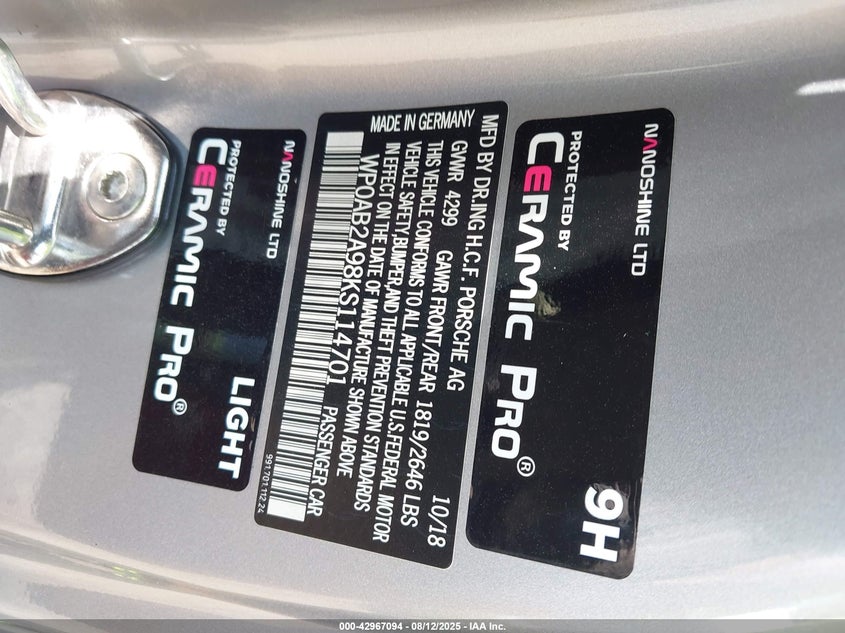 NANOSHINE LTD
PROTECTED BY
CERAMIC PRO®
9H
MFD BY DR.ING H.C.F. PORSCHE AG 10/18
GVWR 4299 GAWR FRONT/REAR 1819/2646 LBS
THIS VEHICLE CONFORMS TO ALL APPLICABLE U.S.FEDERAL MOTOR
VEHICLE SAFETY,BUMPER,AND THEFT PREVENTION STANDARDS
IN EFFECT ON THE DATE OF MANUFACTURE SHOWN ABOVE
WP0AB2A98KS114701 PASSENGER CAR
MADE IN GERMANY
991.701.112.24
NANOSHINE LTD
PROTECTED BY
CERAMIC PRO®
LIGHT
000-42967094 - 08/12/2025 - IAA Inc.